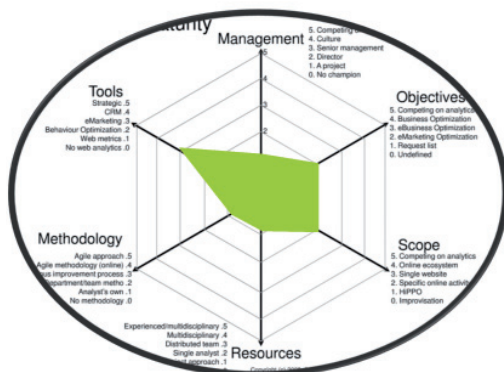 Management
5. Competing
4. Culture
3. Senior management
2. Director
1. A project
0. No champion
5
4
3
2
Tools
Strategic .5
CRM .4
eMarketing .3
Behaviour Optimization .2
Web metrics .1
No web analytics .0
Objectives
5. Competing on analytics
4. Business Optimization
3. eBusiness Optimization
2. eMarketing Optimization
1. Request list
0. Undefined
Methodology
Agile approach .5
Agile methodology (online) .4
improvement process .3
Department/team .2
Analyst's own .1
No methodology .0
Scope
5. Competing on analytics
4. Online ecosystem
3. Single website
2. Specific online
1. HiPPO
0. Improvisation
Experienced/multidisciplinary .5
Multidisciplinary .4
Distributed team .3
Single analyst .2
approach .1
Resources
Copyright (c)